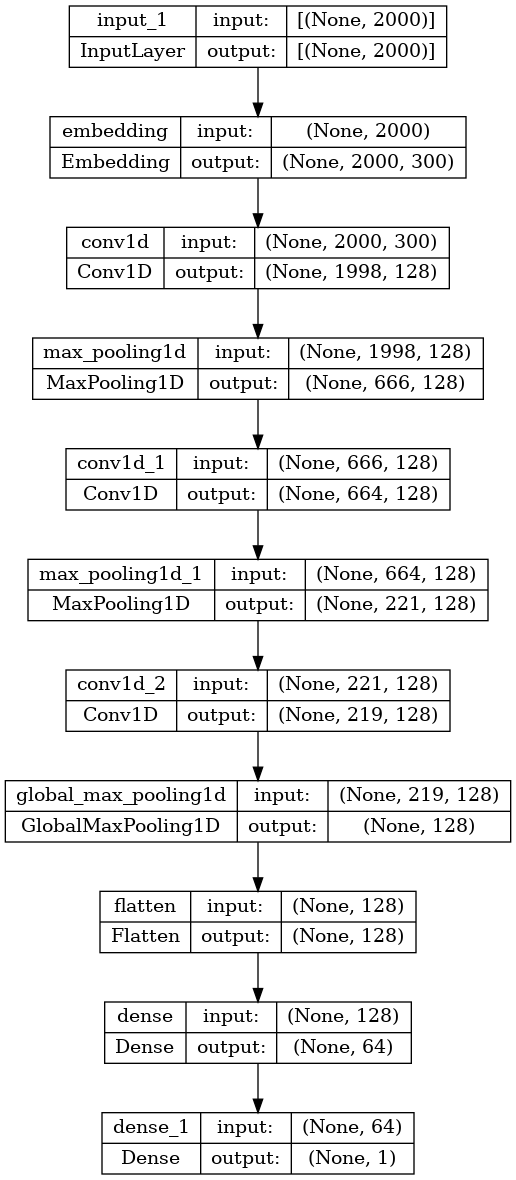 input_1 input: [(None, 2000)]
InputLayer output: [(None, 2000)]
embedding input: (None, 2000)
Embedding output: (None, 2000, 300)
conv1d input: (None, 2000, 300)
Conv1D output: (None, 1998, 128)
max_pooling1d input: (None, 1998, 128)
MaxPooling1D output: (None, 666, 128)
conv1d_1 input: (None, 666, 128)
Conv1D output: (None, 664, 128)
max_pooling1d_1 input: (None, 664, 128)
MaxPooling1D output: (None, 221, 128)
conv1d_2 input: (None, 221, 128)
Conv1D output: (None, 219, 128)
global_max_pooling1d input: (None, 219, 128)
GlobalMaxPooling1D output: (None, 128)
flatten input: (None, 128)
Flatten output: (None, 128)
dense input: (None, 128)
Dense output: (None, 64)
dense_1 input: (None, 64)
Dense output: (None, 1)